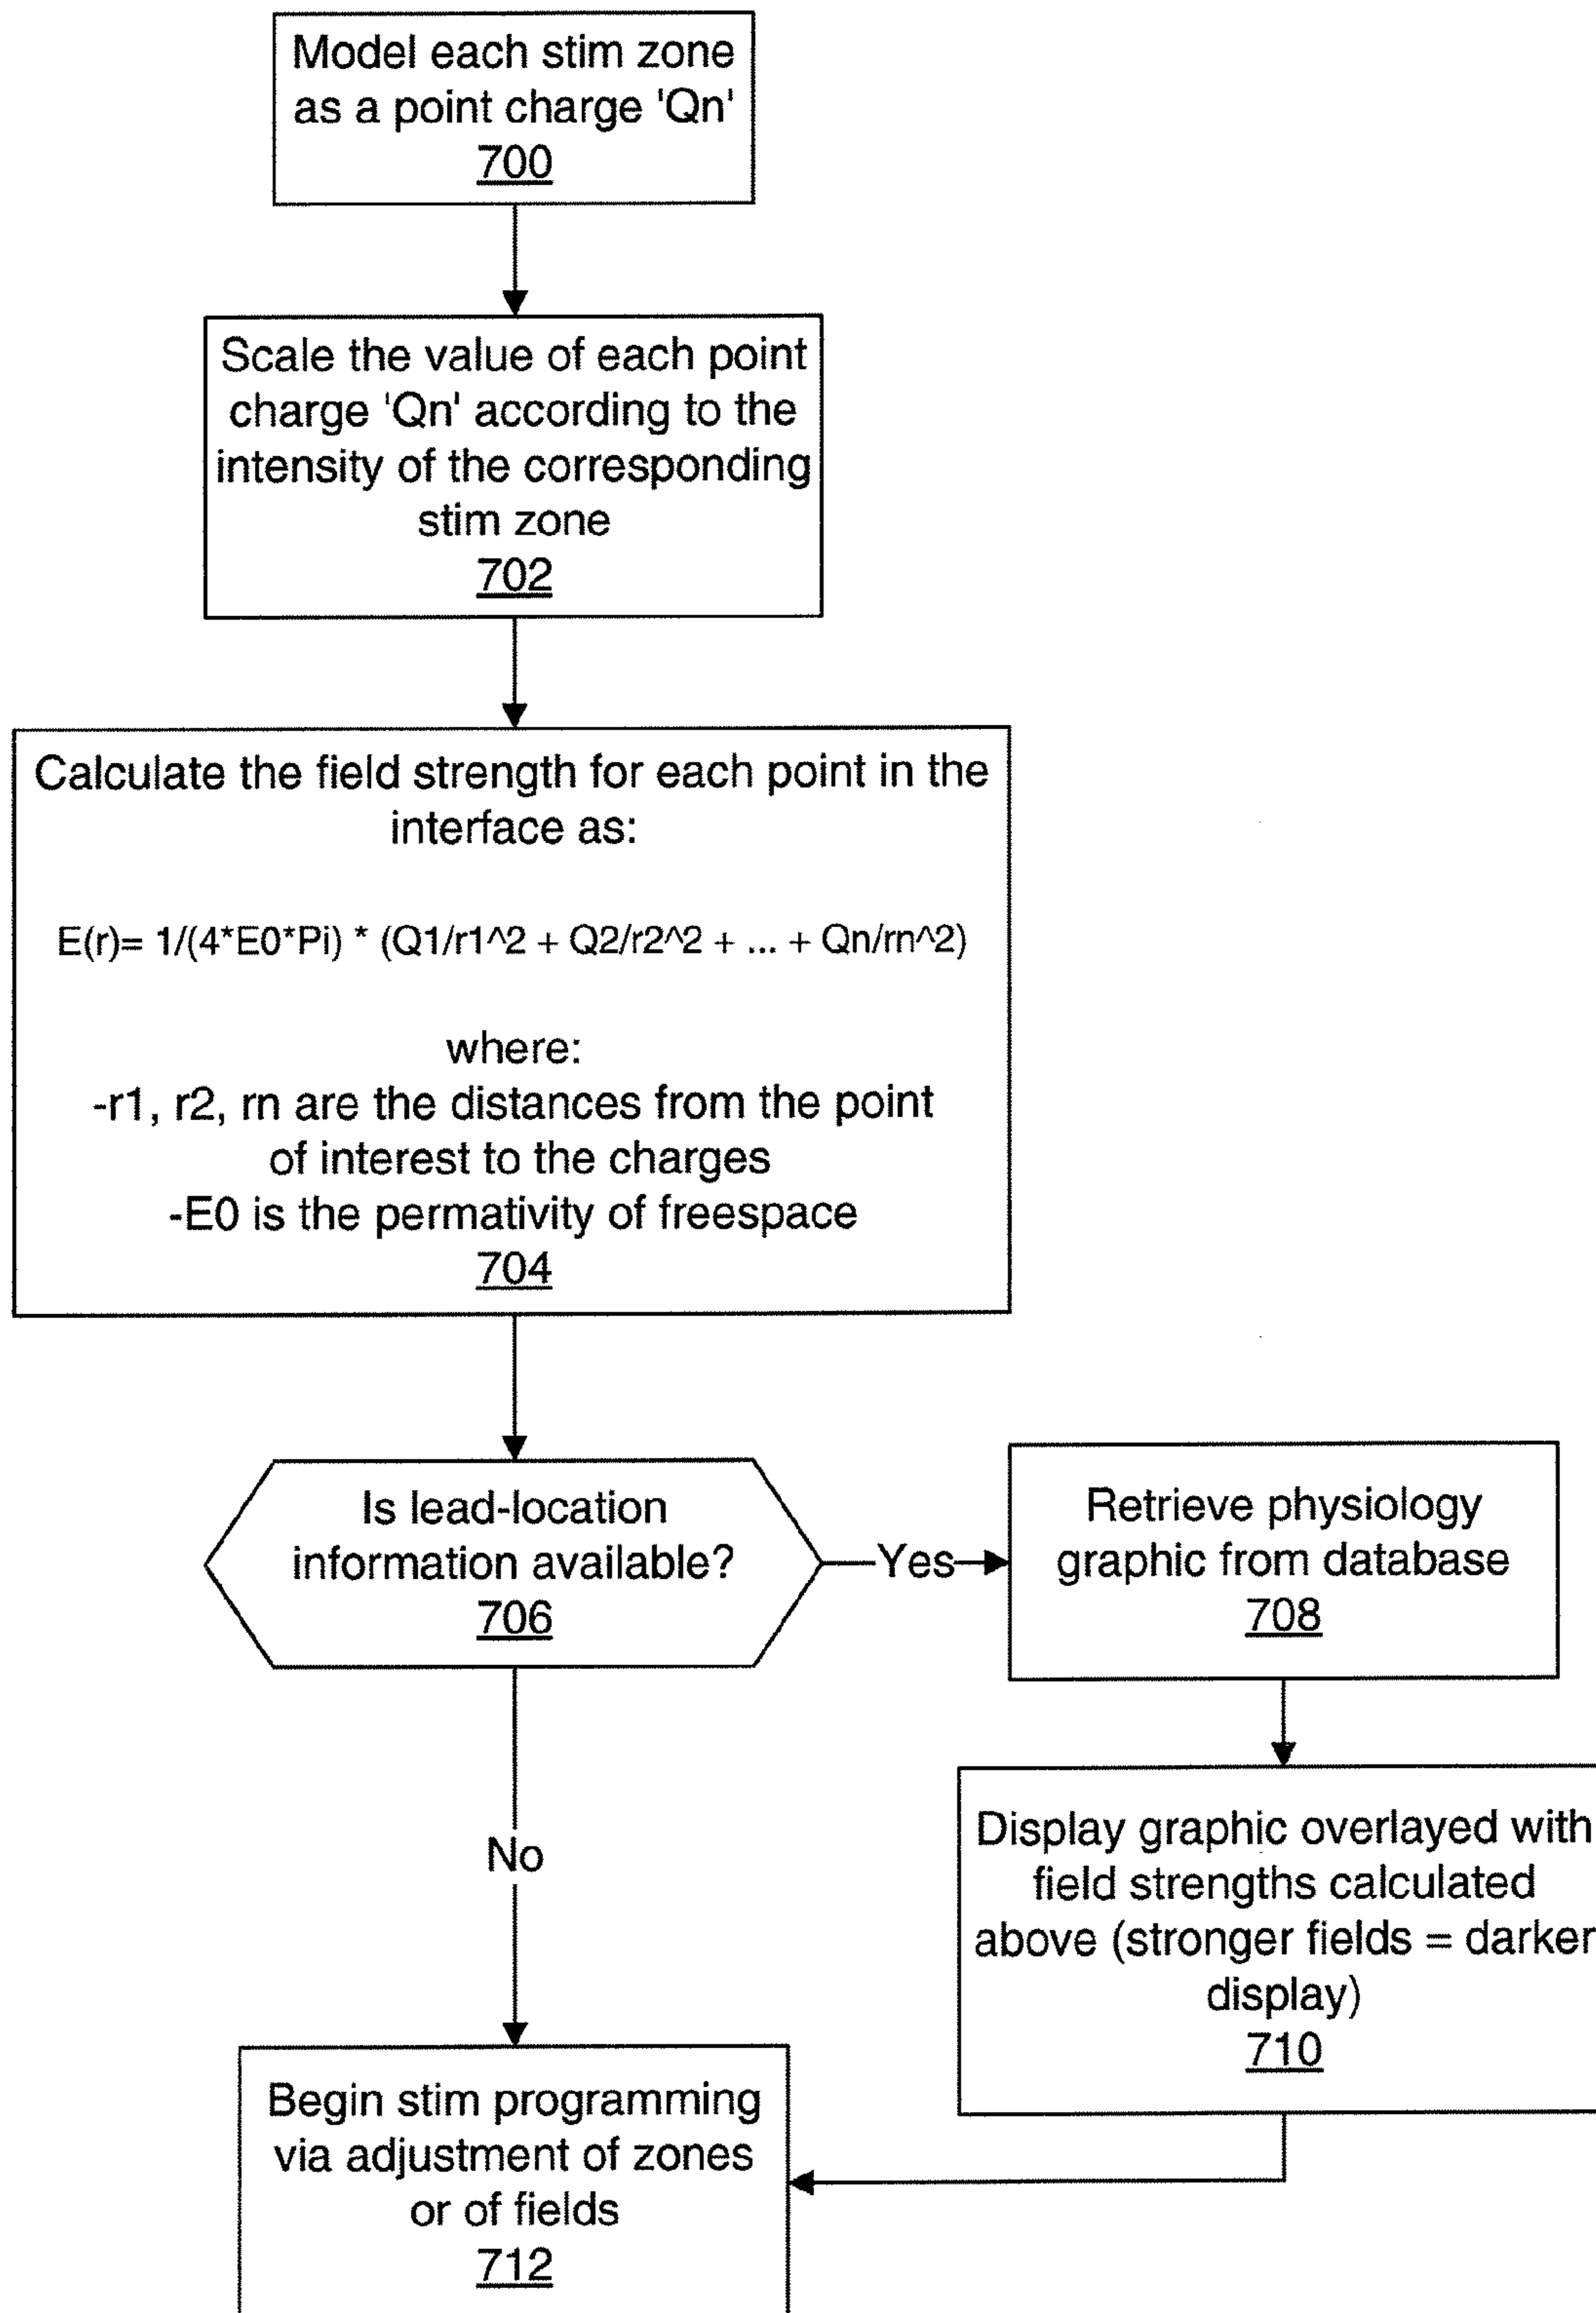 Model each stim zone
as a point charge 'Qn'
700
Scale the value of each point
charge 'Qn' according to the
intensity of the corresponding
stim zone
702
Calculate the field strength for each point in the
interface as:
E(r)= 1/(4*E0*Pi) * (Q1/r1^2 + Q2/r2^2 + ... + Qn/rn^2)
where:
-r1, r2, rn are the distances from the point
of interest to the charges
-E0 is the permativity of freespace
704
Is lead-location
information available?
706
Yes
Retrieve physiology
graphic from database
708
Display graphic overlayed with
field strengths calculated
above (stronger fields = darker
display)
710
No
Begin stim programming
via adjustment of zones
or of fields
712